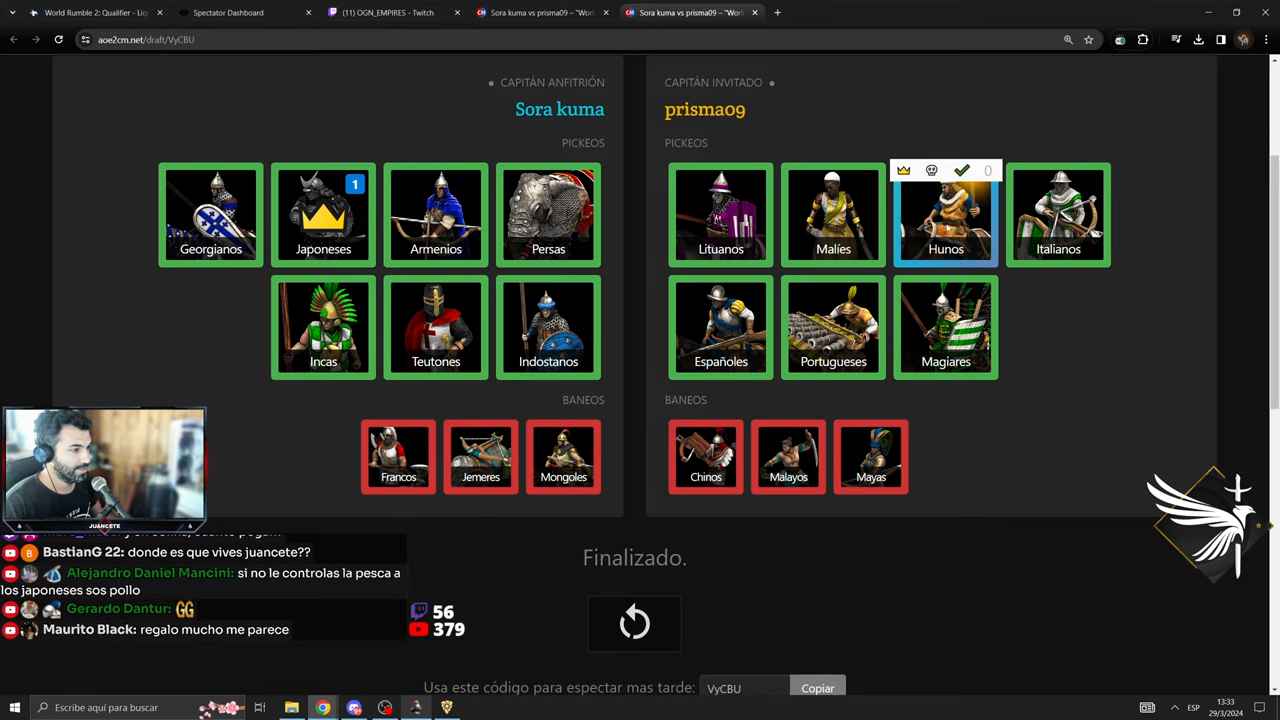 World Rumble 2: Qualifier - Liq
Spectator Dashboard
(11) OGN_EMPIRES - Twitch
Sora kuma vs prisma09 – "Worl
Sora kuma vs prisma09 – "Worl
aoe2cm.net/draft/VyCBU
CAPITÁN ANFITRIÓN
CAPITÁN INVITADO
Sora kuma
prisma09
PICKEOS
PICKEOS
1
0
Georgianos
Japoneses
Armenios
Persas
Lituanos
Malíes
Hunos
Italianos
Incas
Teutones
Indostanos
Españoles
Portugueses
Magiares
BANEOS
BANEOS
Francos
Jemeres
Mongoles
Chinos
Malayos
Mayas
JUANCETE
BastianG 22: donde es que vives juancete??
Alejandro Daniel Mancini: si no le controlas la pesca a
los japoneses sos pollo
Gerardo Dantur: GG
Maurito Black: regalo mucho me parece
56
379
Finalizado.
Usa este código para espectar mas tarde:
VyCBU
Copiar
Escribe aquí para buscar
ESP
13:33
29/3/2024